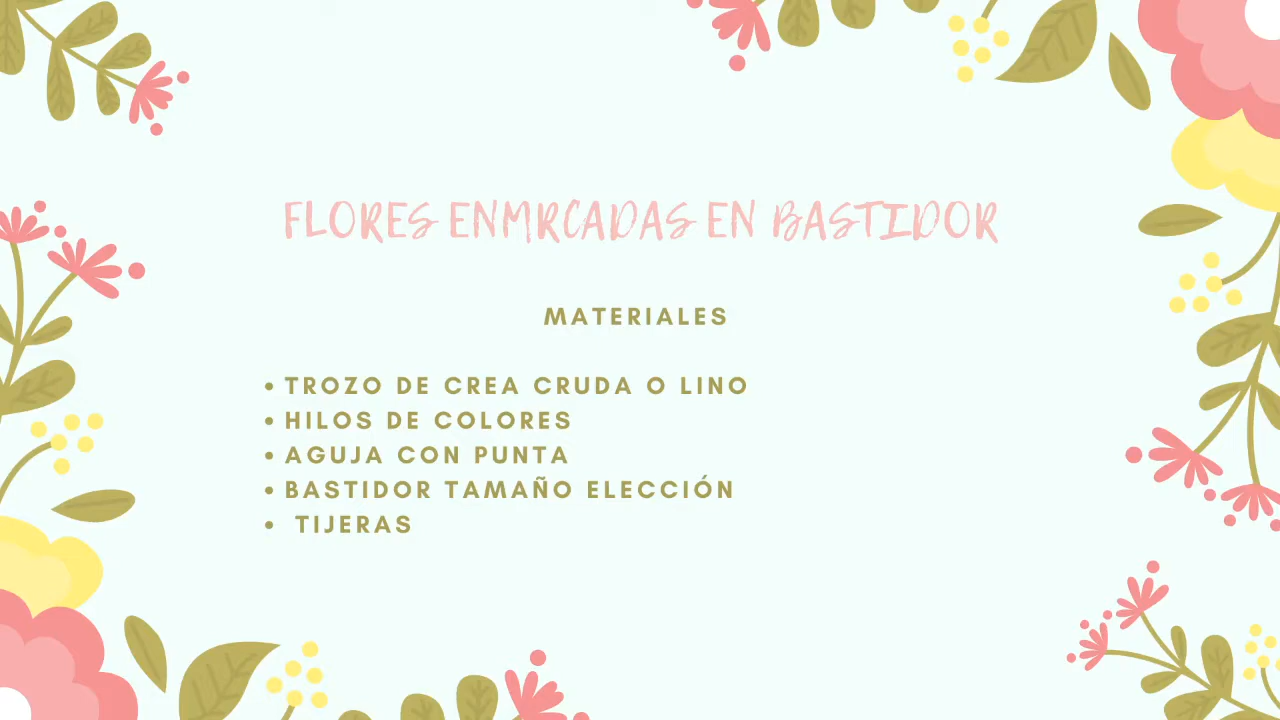 FLORES ENMRCADAS EN BASTIDOR
MATERIALES
• TROZO DE CREA CRUDA O LINO
• HILOS DE COLORES
• AGUJA CON PUNTA
• BASTIDOR TAMAÑO ELECCIÓN
• TIJERAS